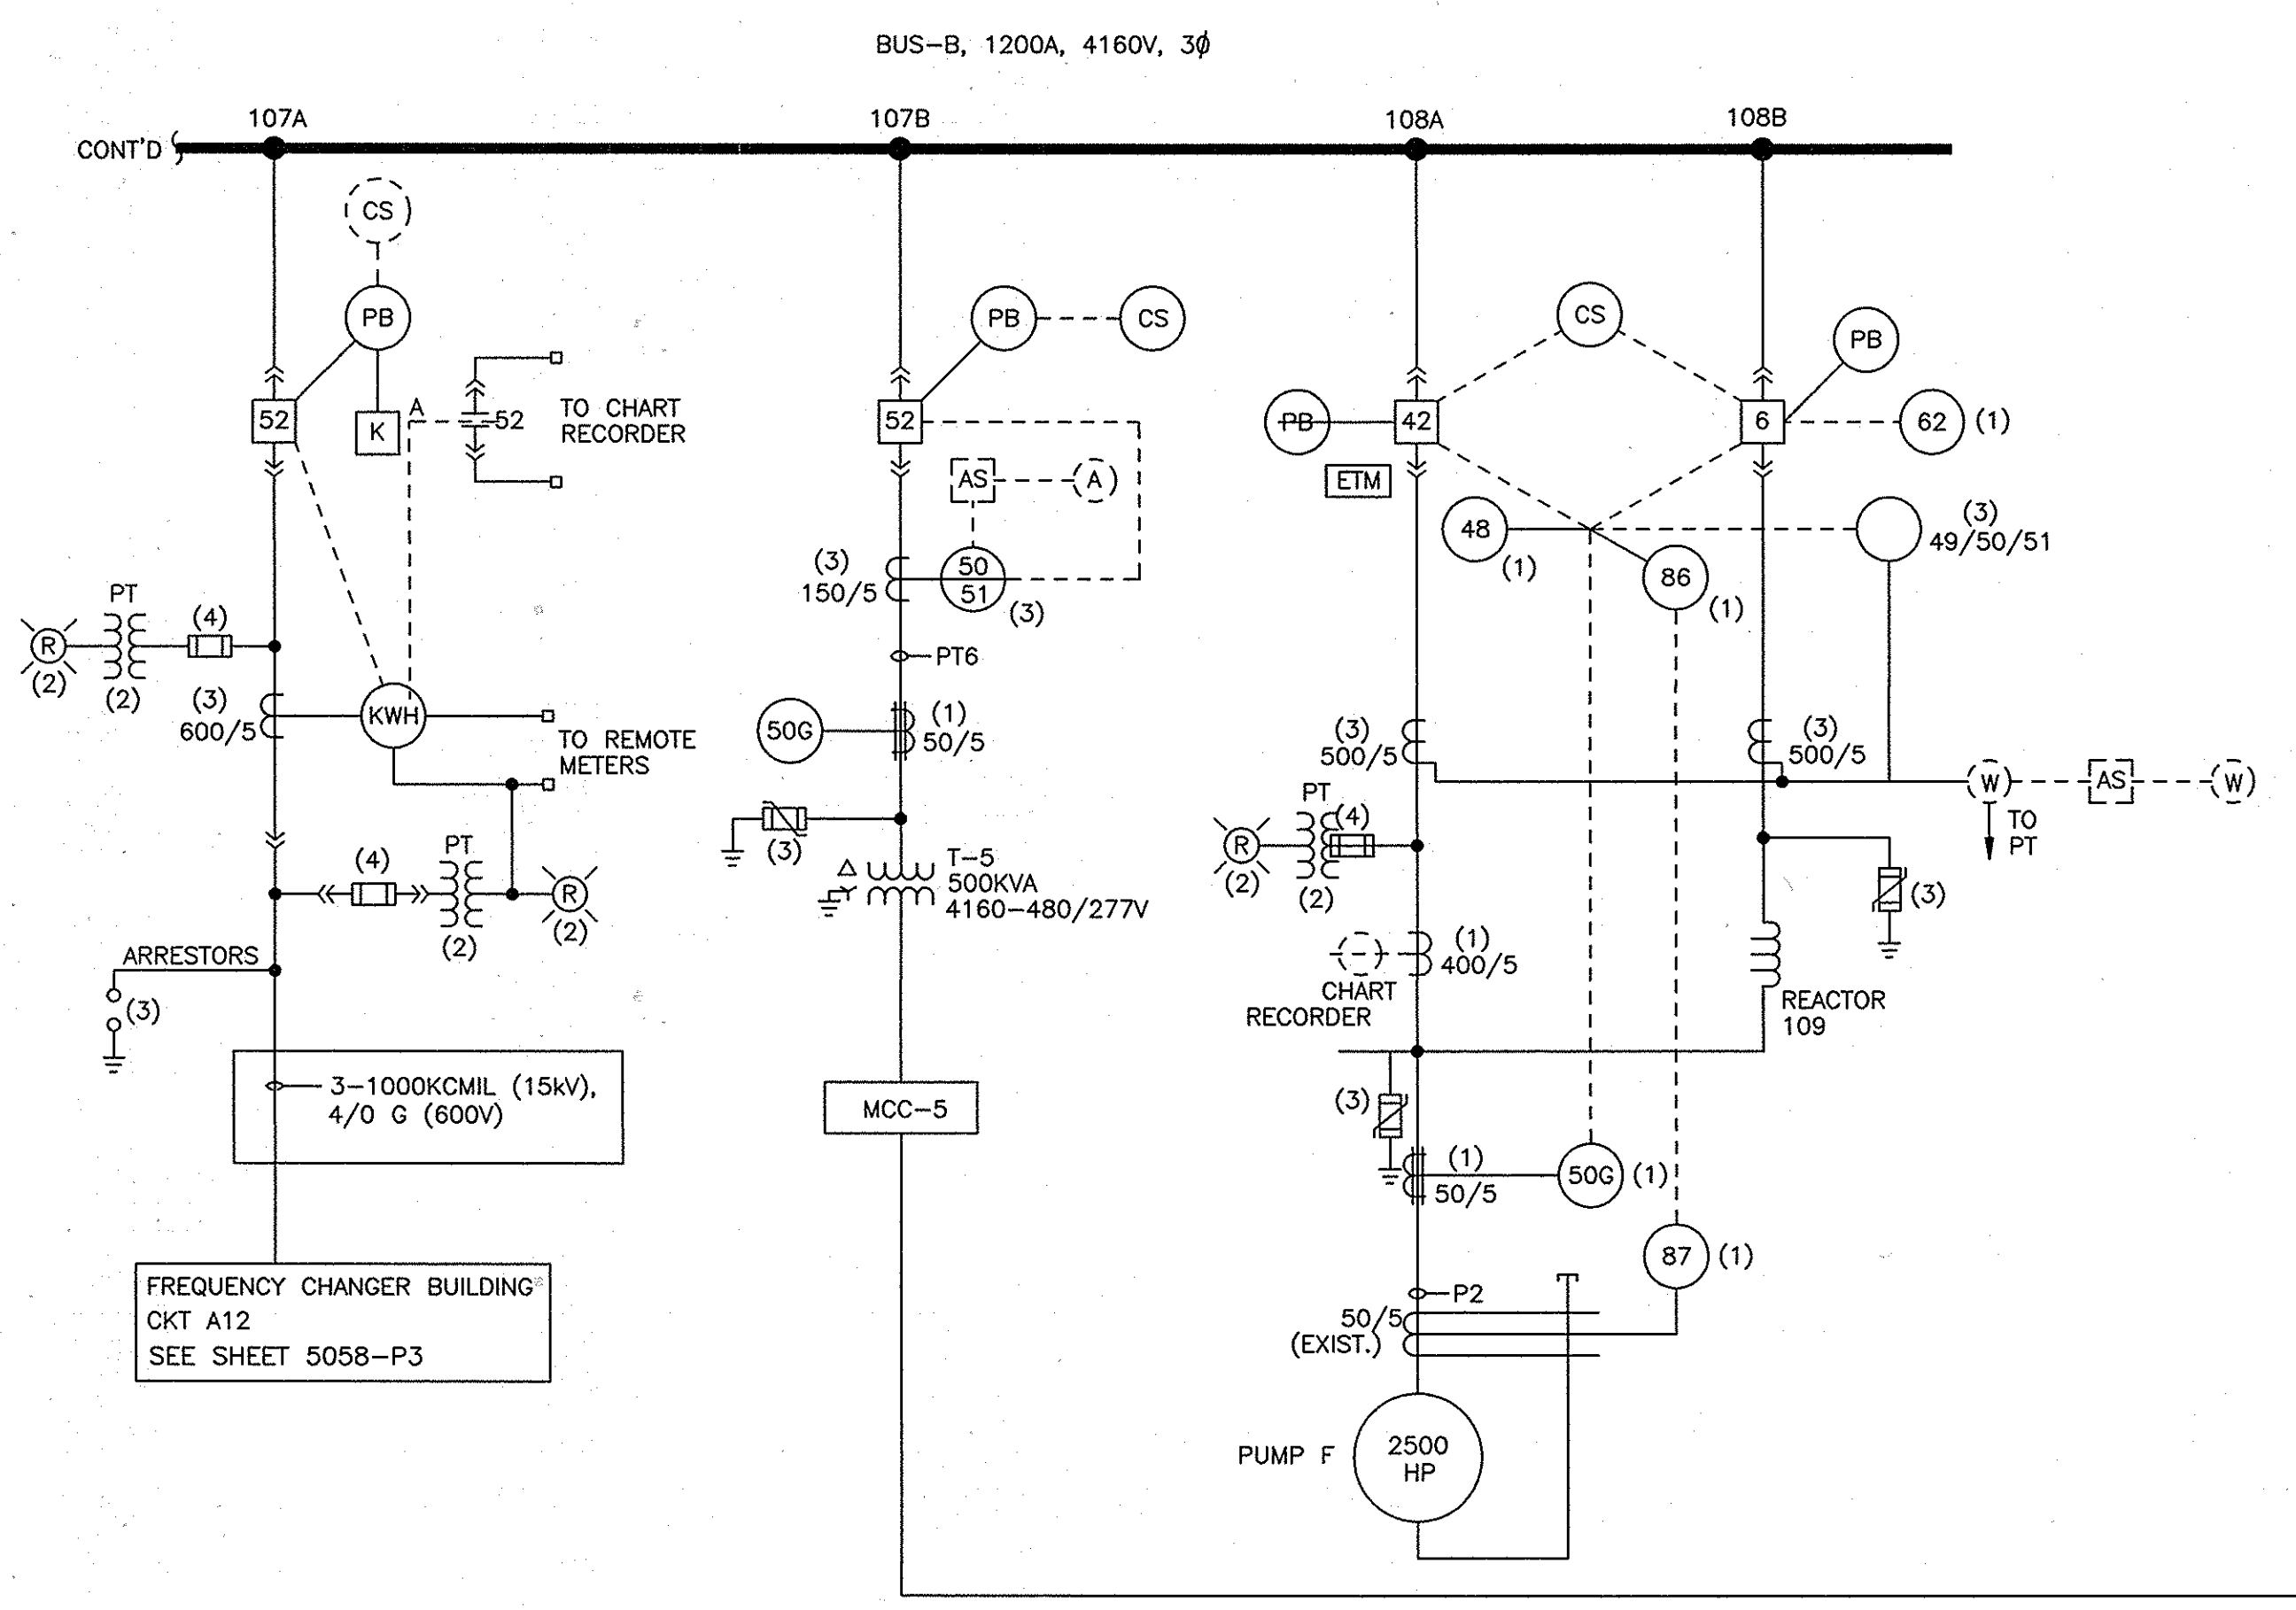 BUS-B, 1200A, 4160V, 3ϕ
107A
107B
108A
108B
CONT'D
CS
PB
52
K
A
52
TO CHART
RECORDER
PT
(4)
R
(2)
(2)
(3)
600/5
KWH
TO REMOTE
METERS
(4)
PT
(2)
R
(2)
ARRESTORS
(3)
3-1000KCMIL (15kV),
4/0 G (600V)
FREQUENCY CHANGER BUILDING
CKT A12
SEE SHEET 5058-P3
PB
CS
52
AS
A
(3)
150/5
50
51
(3)
PT6
50G
(1)
50/5
(3)
T-5
500KVA
4160-480/277V
MCC-5
CS
PB
PB
42
6
62
(1)
ETM
48
(1)
86
(1)
(3)
49/50/51
(3)
500/5
(3)
500/5
W
AS
W
TO
PT
PT
(4)
R
(2)
(2)
(3)
(1)
400/5
CHART
RECORDER
REACTOR
109
(3)
(1)
50/5
50G
(1)
87
(1)
P2
50/5
(EXIST.)
PUMP F
2500
HP